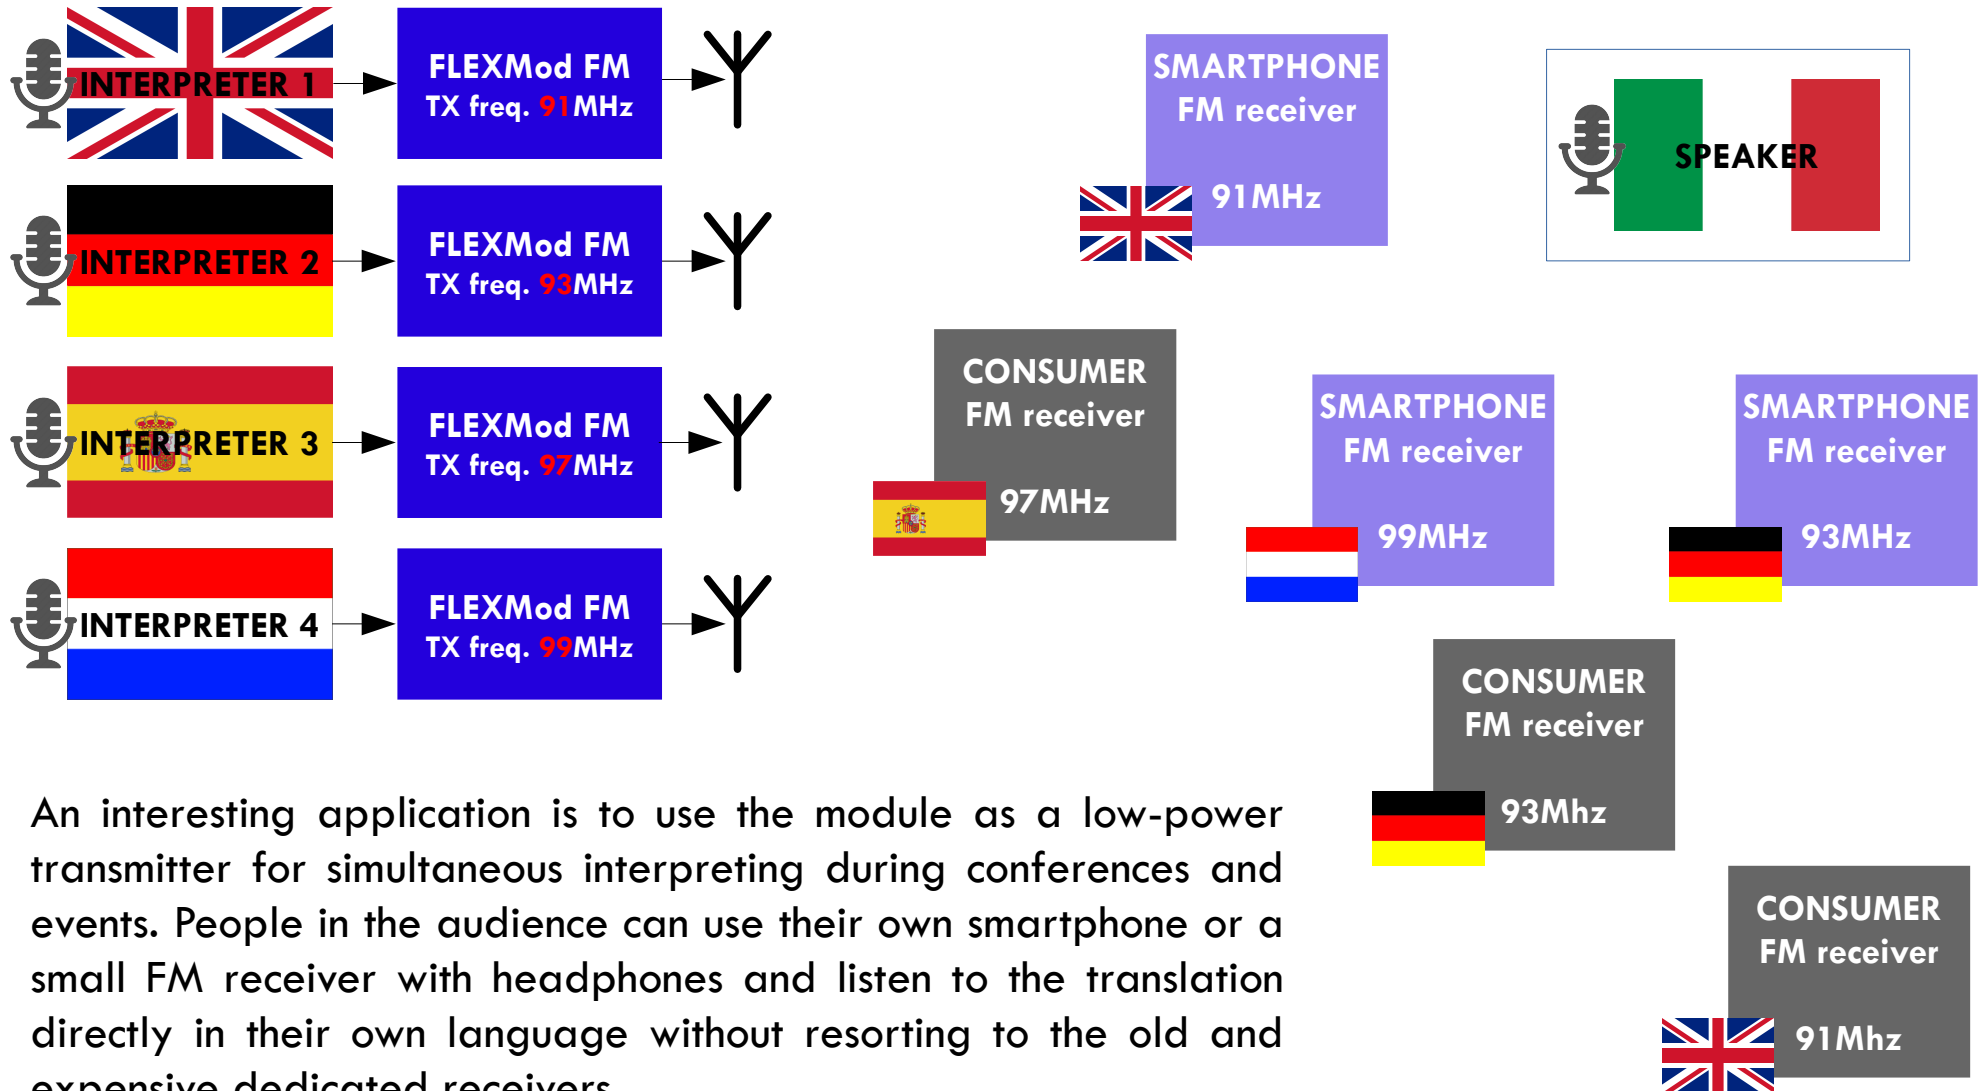 INTERPRETER 1
FLEXMod FM
TX freq. 91MHz
INTERPRETER 2
FLEXMod FM
TX freq. 93MHz
INTERPRETER 3
FLEXMod FM
TX freq. 97MHz
INTERPRETER 4
FLEXMod FM
TX freq. 99MHz
SMARTPHONE
FM receiver
91MHz
SPEAKER
CONSUMER
FM receiver
97MHz
SMARTPHONE
FM receiver
99MHz
SMARTPHONE
FM receiver
93MHz
CONSUMER
FM receiver
93Mhz
CONSUMER
FM receiver
91Mhz
An interesting application is to use the module as a low-power
transmitter for simultaneous interpreting during conferences and
events. People in the audience can use their own smartphone or a
small FM receiver with headphones and listen to the translation
directly in their own language without resorting to the old and
expensive dedicated receivers